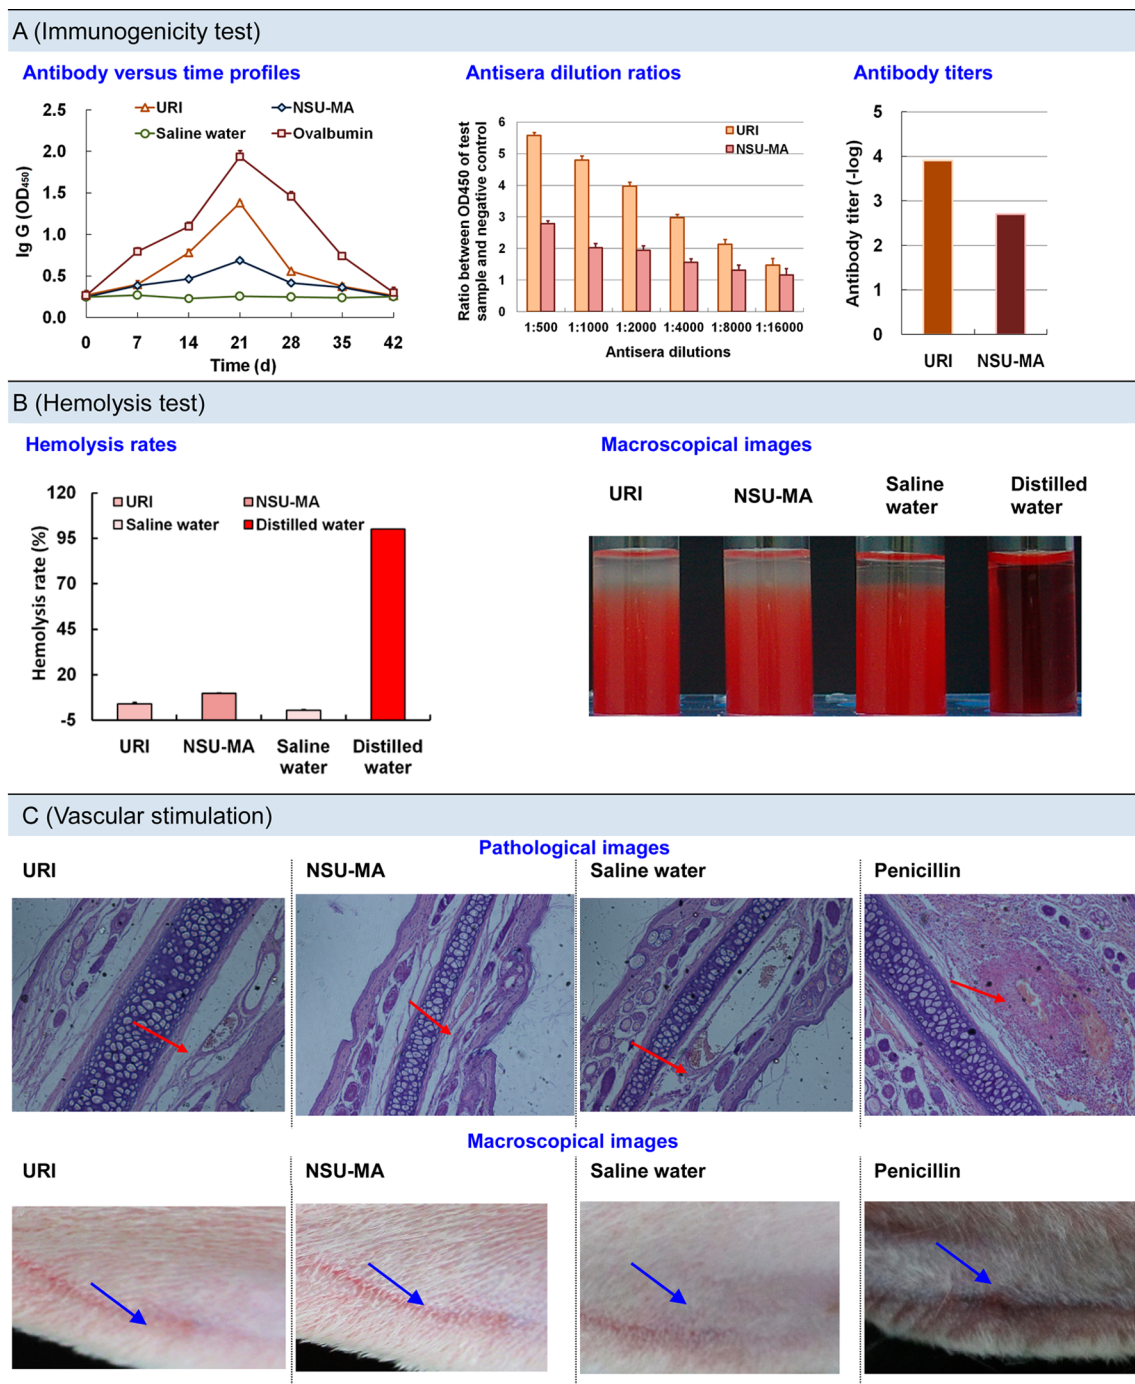 A (Immunogenicity test)
Antibody versus time profiles
URI
NSU-MA
Saline water
Ovalbumin
Ig G (OD450)
2.5
2.0
1.5
1.0
0.5
0.0
0 7 14 21 28 35 42
Time (d)
Antisera dilution ratios
URI
NSU-MA
Ratio between OD450 of test
sample and negative control
6
5
4
3
2
1
0
1:500 1:1000 1:2000 1:4000 1:8000 1:16000
Antisera dilutions
Antibody titers
Antibody titer (-log)
5
4
3
2
1
0
URI NSU-MA
B (Hemolysis test)
Hemolysis rates
URI
NSU-MA
Saline water
Distilled water
Hemolysis rate (%)
120
95
70
45
20
-5
URI NSU-MA Saline Distilled
water water
Macroscopical images
URI
NSU-MA
Saline
water
Distilled
water
C (Vascular stimulation)
Pathological images
URI NSU-MA Saline water Penicillin
Macroscopical images
URI NSU-MA Saline water Penicillin